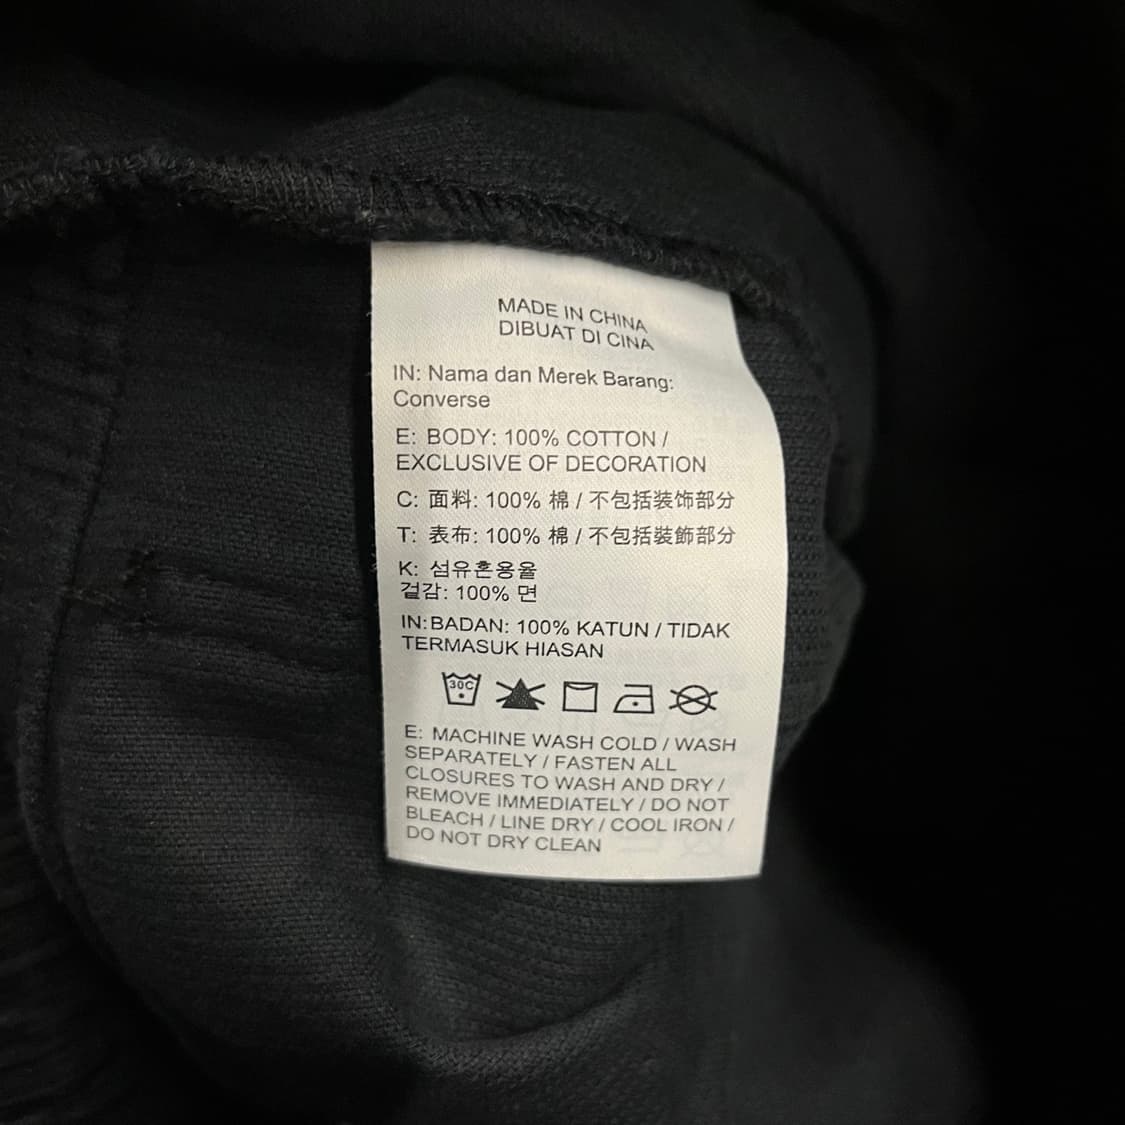 MADE IN CHINA
DIBUAT DI CINA
IN: Nama dan Merek Barang:
Converse
E: BODY: 100% COTTON /
EXCLUSIVE OF DECORATION
C: 面料: 100% 棉 / 不包括装饰部分
T: 表布: 100% 棉 / 不包括裝飾部分
K: 섬유혼용율
겉감: 100% 면
IN: BADAN: 100% KATUN / TIDAK
TERMASUK HIASAN
30C
E: MACHINE WASH COLD / WASH
SEPARATELY / FASTEN ALL
CLOSURES TO WASH AND DRY /
REMOVE IMMEDIATELY / DO NOT
BLEACH / LINE DRY / COOL IRON /
DO NOT DRY CLEAN